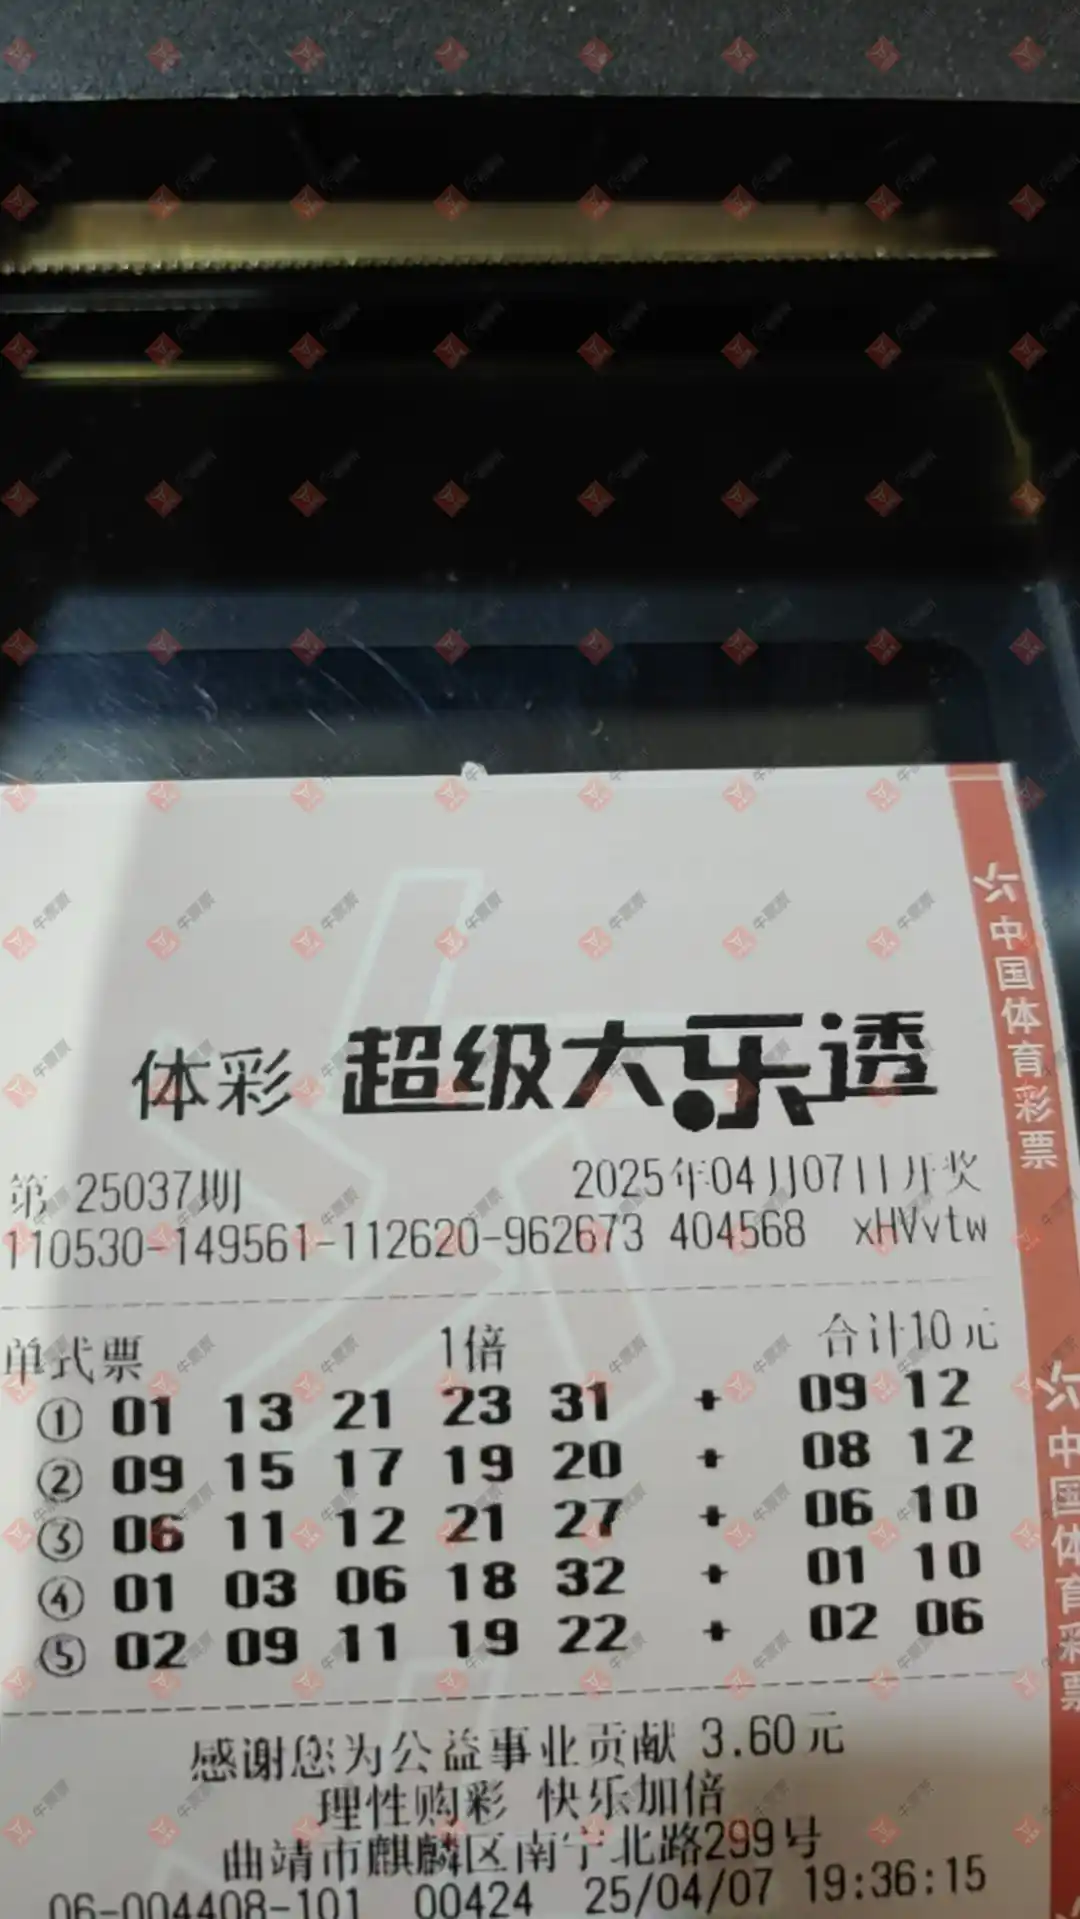 体彩 超级大乐透
第 25037期 2025年04月07日开奖
110530-149561-112620-962673 404568 xHVvtw
单式票 1倍 合计10元
① 01 13 21 23 31 + 09 12
② 09 15 17 19 20 + 08 12
③ 06 11 12 21 27 + 06 10
④ 01 03 06 18 32 + 01 10
⑤ 02 09 11 19 22 + 02 06
感谢您为公益事业贡献 3.60元
理性购彩 快乐加倍
曲靖市麒麟区南宁北路299号
06-004408-101 00424 25/04/07 19:36:15
中国体育彩票
中国体育彩票
牛票票